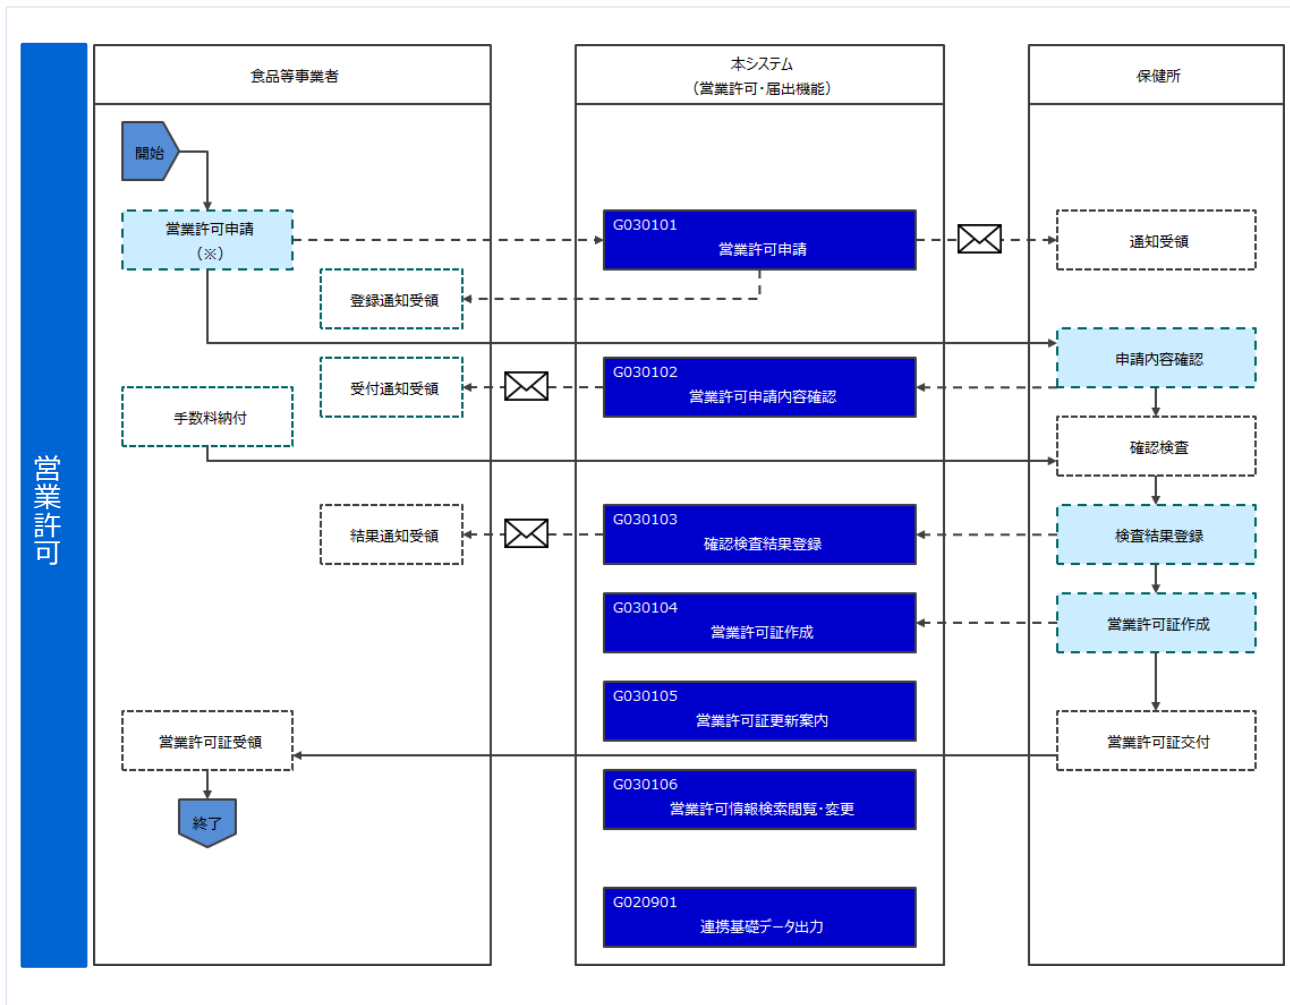 営業許可
食品等事業者
本システム
（営業許可・届出機能）
保健所
開始
営業許可申請
（※）
G030101
営業許可申請
通知受領
登録通知受領
申請内容確認
受付通知受領
G030102
営業許可申請内容確認
手数料納付
確認検査
結果通知受領
G030103
確認検査結果登録
検査結果登録
G030104
営業許可証作成
営業許可証作成
G030105
営業許可証更新案内
営業許可証受領
営業許可証交付
G030106
営業許可情報検索閲覧・変更
終了
G020901
連携基礎データ出力